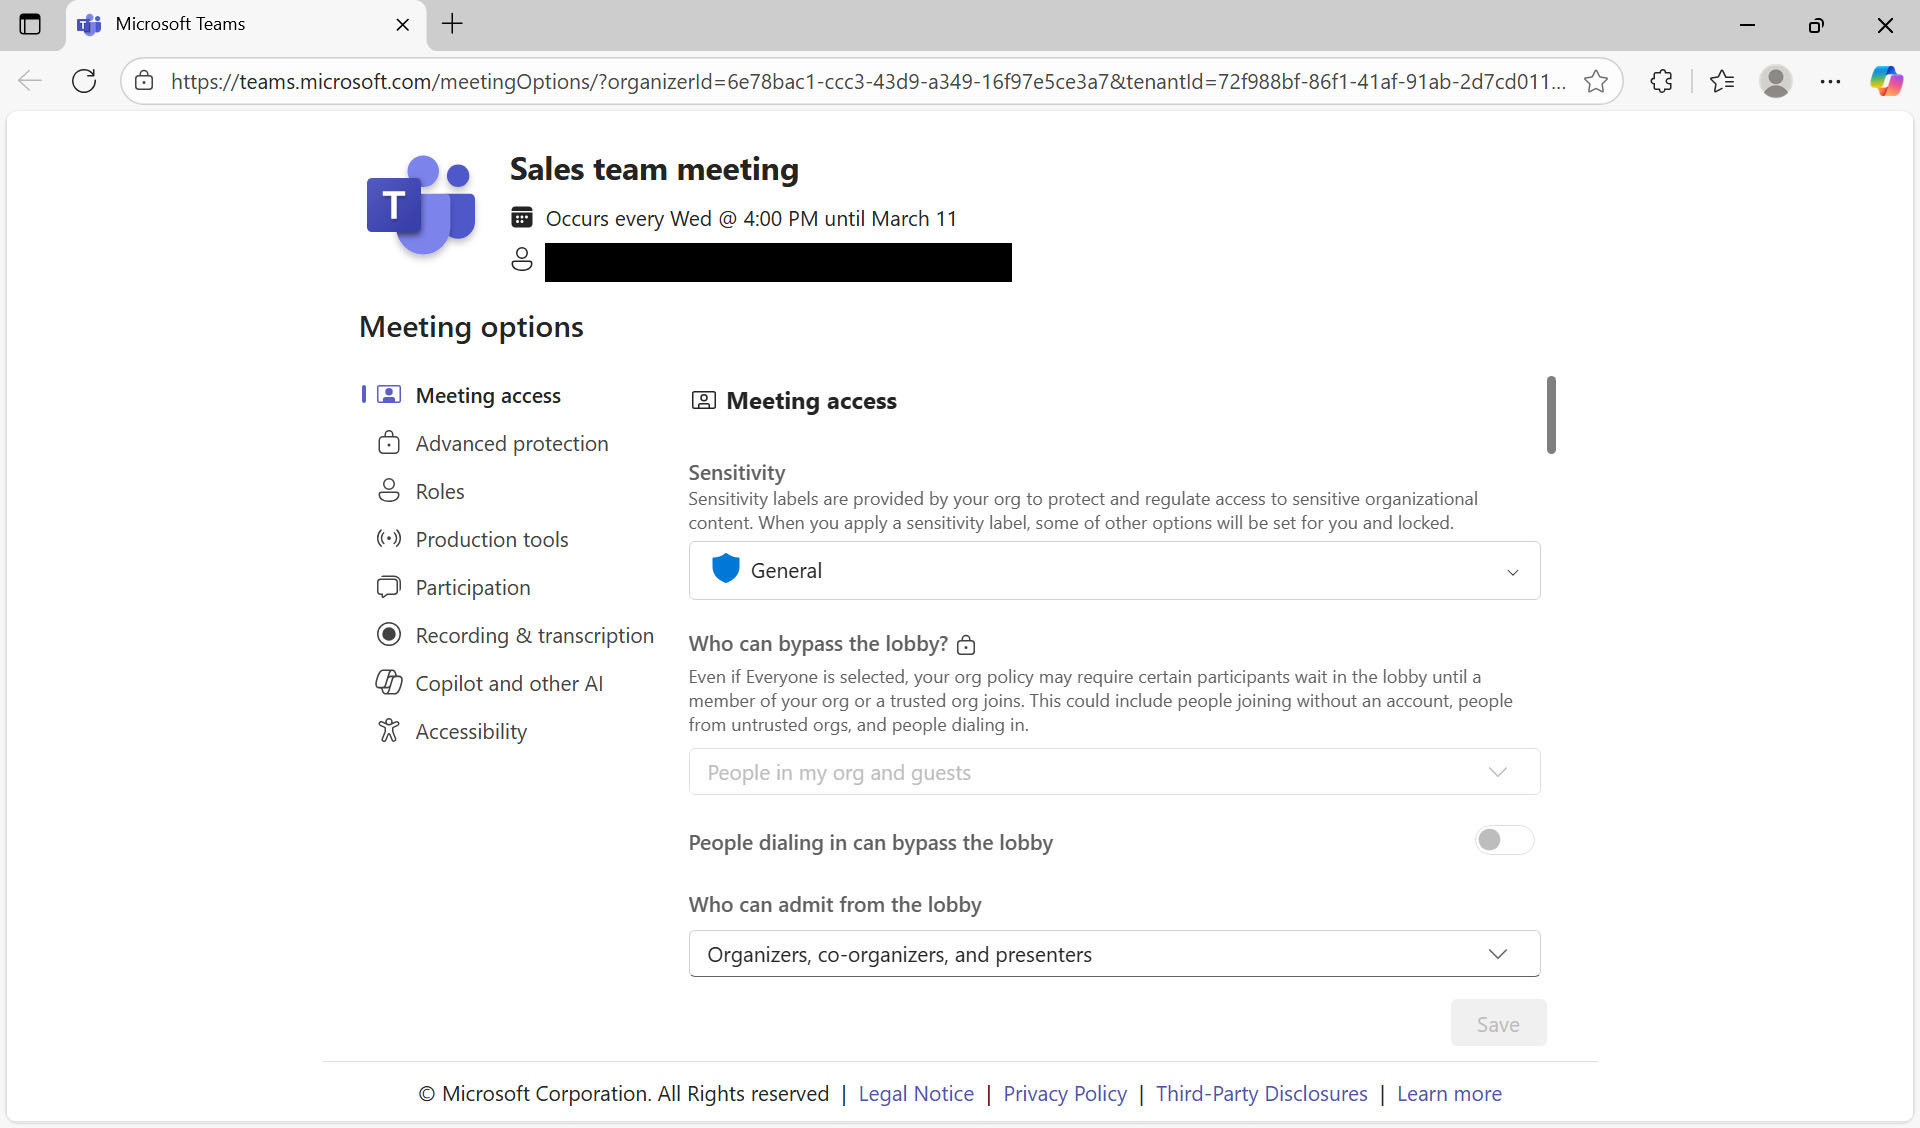 Microsoft Teams
https://teams.microsoft.com/meetingOptions/?organizerId=6e78bac1-ccc3-43d9-a349-16f97e5ce3a7&tenantId=72f988bf-86f1-41af-91ab-2d7cd011...
T
Sales team meeting
Occurs every Wed @ 4:00 PM until March 11
Meeting options
Meeting access
Advanced protection
Roles
Production tools
Participation
Recording & transcription
Copilot and other AI
Accessibility
Meeting access
Sensitivity
Sensitivity labels are provided by your org to protect and regulate access to sensitive organizational
content. When you apply a sensitivity label, some of other options will be set for you and locked.
General
Who can bypass the lobby?
Even if Everyone is selected, your org policy may require certain participants wait in the lobby until a
member of your org or a trusted org joins. This could include people joining without an account, people
from untrusted orgs, and people dialing in.
People in my org and guests
People dialing in can bypass the lobby
Who can admit from the lobby
Organizers, co-organizers, and presenters
Save
© Microsoft Corporation. All Rights reserved | Legal Notice | Privacy Policy | Third-Party Disclosures | Learn more